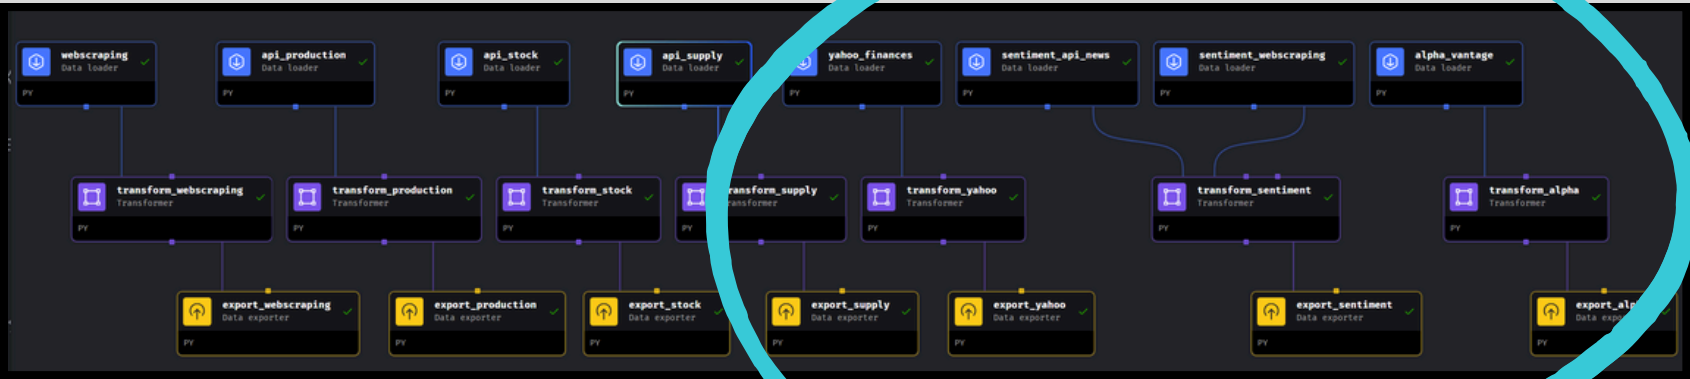 webscraping
Data loader
PY
api_production
Data loader
PY
api_stock
Data loader
PY
api_supply
Data loader
PY
yahoo_finances
Data loader
PY
sentiment_api_news
Data loader
PY
sentiment_webscraping
Data loader
PY
alpha_vantage
Data loader
PY
transform_webscraping
Transformer
PY
transform_production
Transformer
PY
transform_stock
Transformer
PY
transform_supply
Transformer
PY
transform_yahoo
Transformer
PY
transform_sentiment
Transformer
PY
transform_alpha
Transformer
PY
export_webscraping
Data exporter
PY
export_production
Data exporter
PY
export_stock
Data exporter
PY
export_supply
Data exporter
PY
export_yahoo
Data exporter
PY
export_sentiment
Data exporter
PY
Data
PY